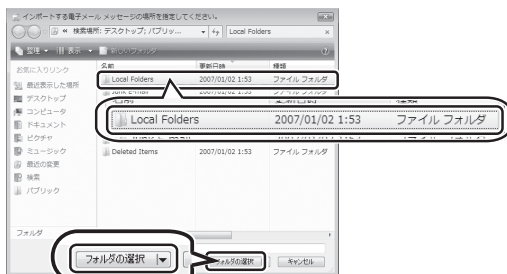 インポートする電子メール メッセージの場所を指定してください。
« 検索場所: デスクトップ; パブリッ... Local Folders
整理 表示 新しいフォルダ
お気に入りリンク
最近表示した場所
デスクトップ
コンピュータ
ドキュメント
ピクチャ
ミュージック
最近の変更
検索
パブリック
名前 更新日時 種類
Local Folders 2007/01/02 1:53 ファイル フォルダ
Local Folders 2007/01/02 1:53 ファイル フォルダ
Deleted Items 2007/01/02 1:53 ファイル フォルダ
フォルダ
フォルダの選択
フォルダの選択 キャンセル